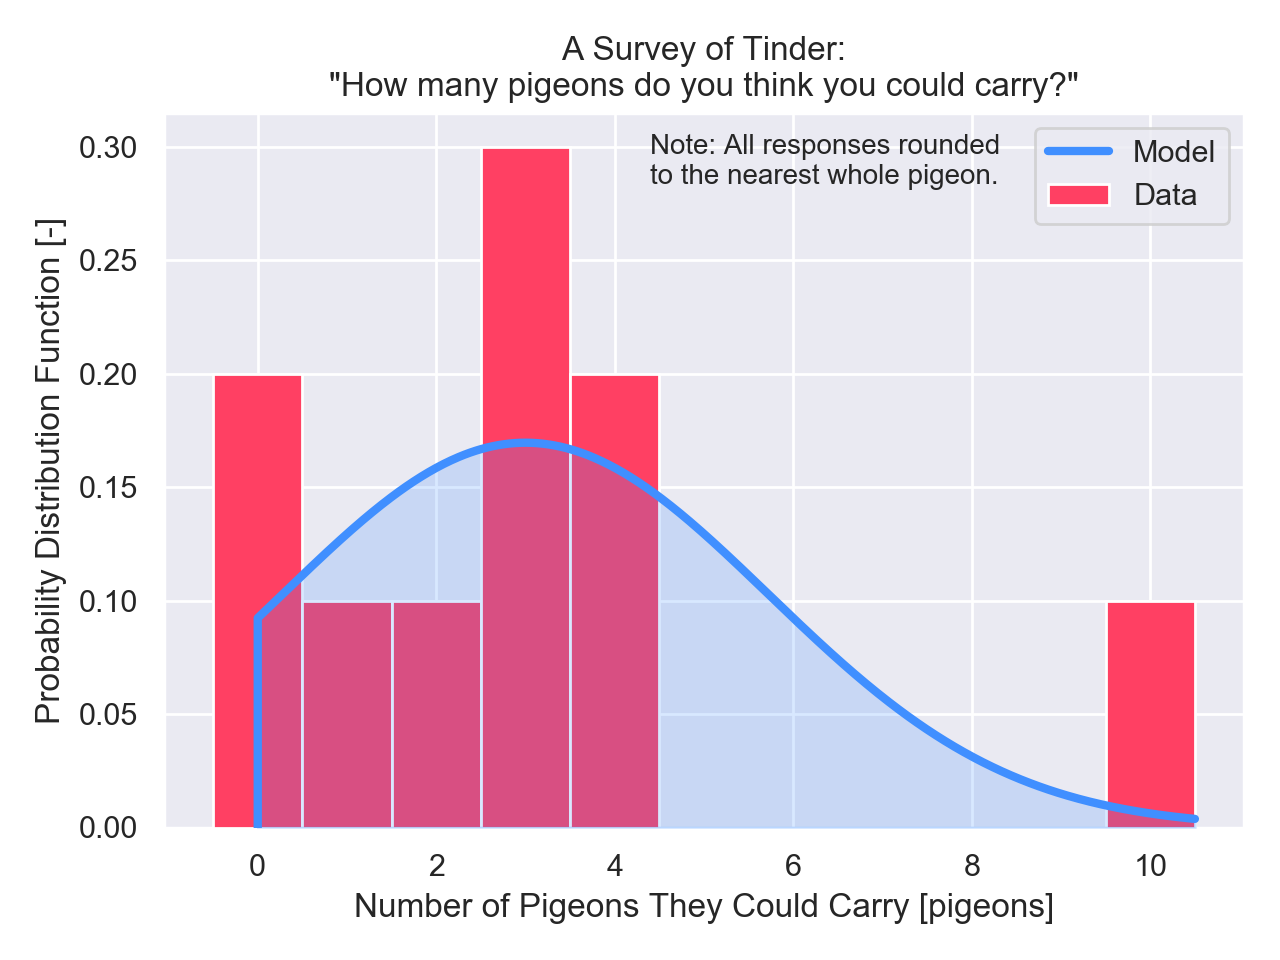 A Survey of Tinder:
"How many pigeons do you think you could carry?"
Note: All responses rounded
to the nearest whole pigeon.
Model
Data
Probability Distribution Function [-]
0.30
0.25
0.20
0.15
0.10
0.05
0.00
0 2 4 6 8 10
Number of Pigeons They Could Carry [pigeons]